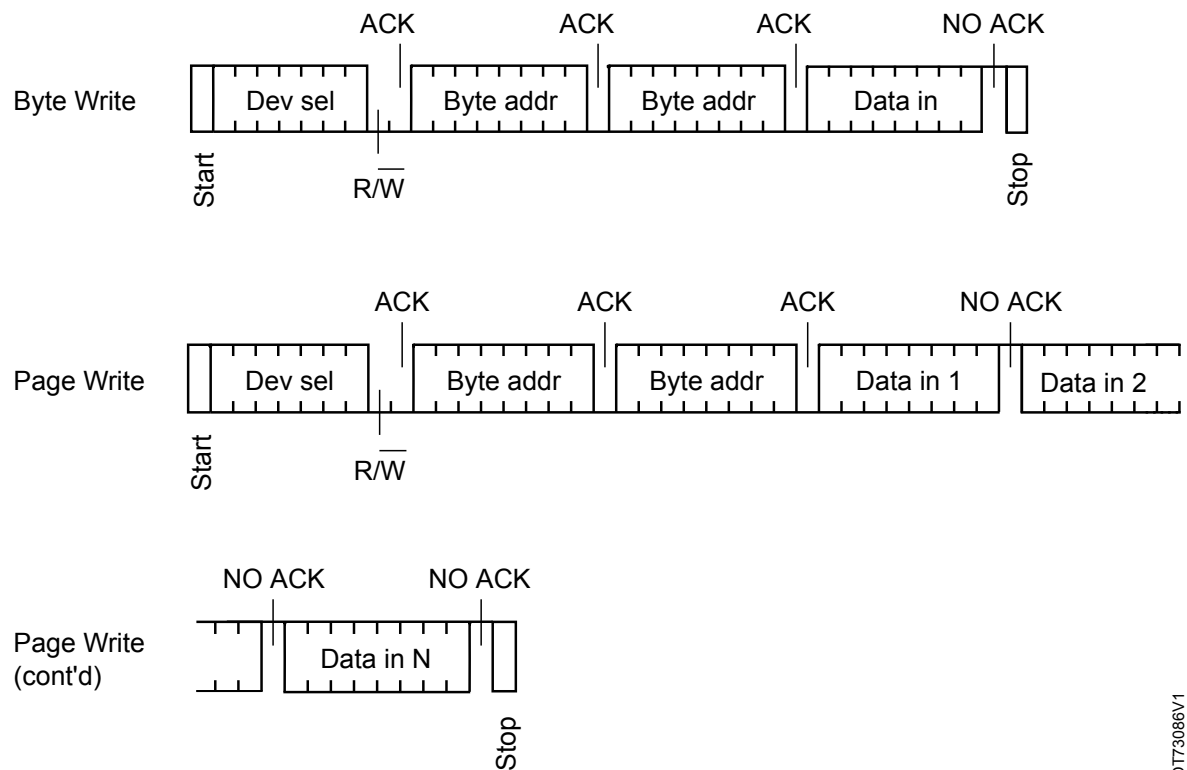 ACK ACK ACK NO ACK
Byte Write Dev sel Byte addr Byte addr Data in
Start R/W Stop
ACK ACK ACK NO ACK
Page Write Dev sel Byte addr Byte addr Data in 1 Data in 2
Start R/W
NO ACK NO ACK
Page Write
(cont'd) Data in N
Stop